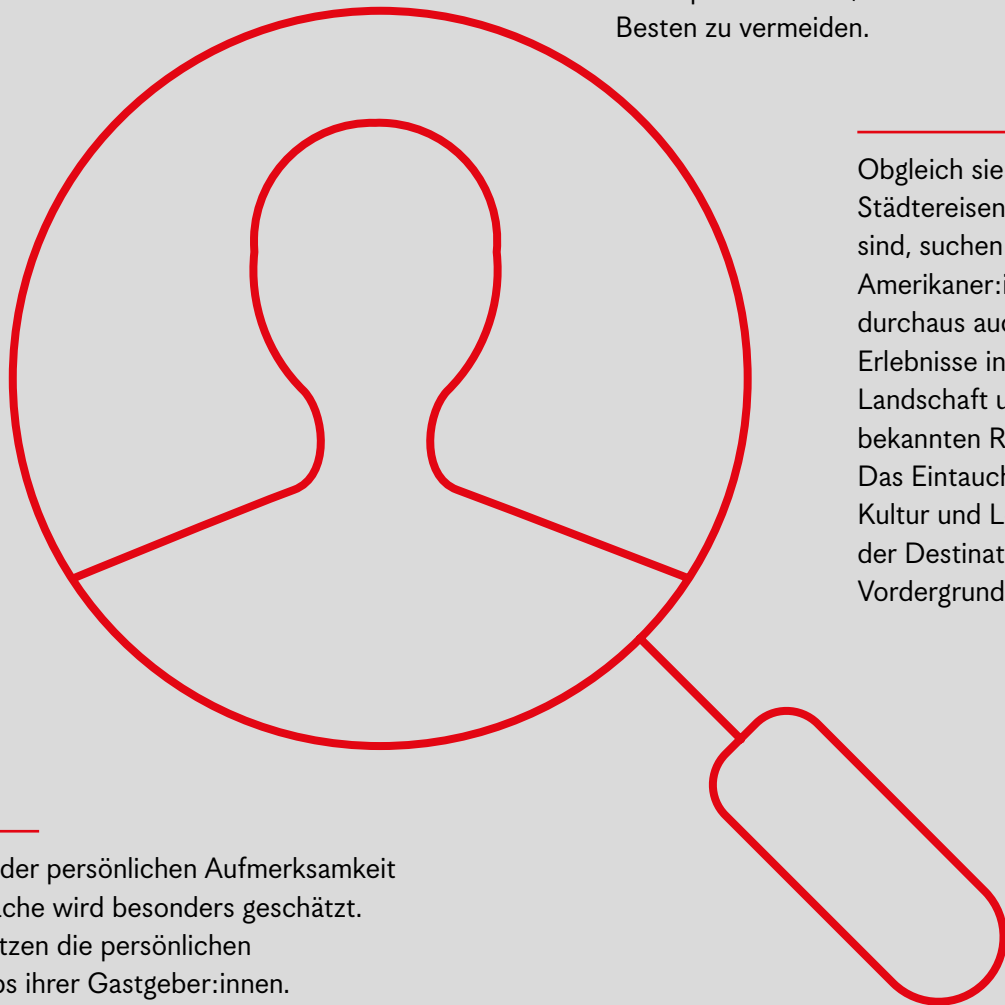 Besten zu vermeiden.
Obgleich sie
Städtereisen
sind, suchen
Amerikaner:i
durchaus auc
Erlebnisse in
Landschaft u
bekannten R
Das Eintauch
Kultur und L
der Destinat
Vordergrund
der persönlichen Aufmerksamkeit
ache wird besonders geschätzt.
tzen die persönlichen
os ihrer Gastgeber:innen.